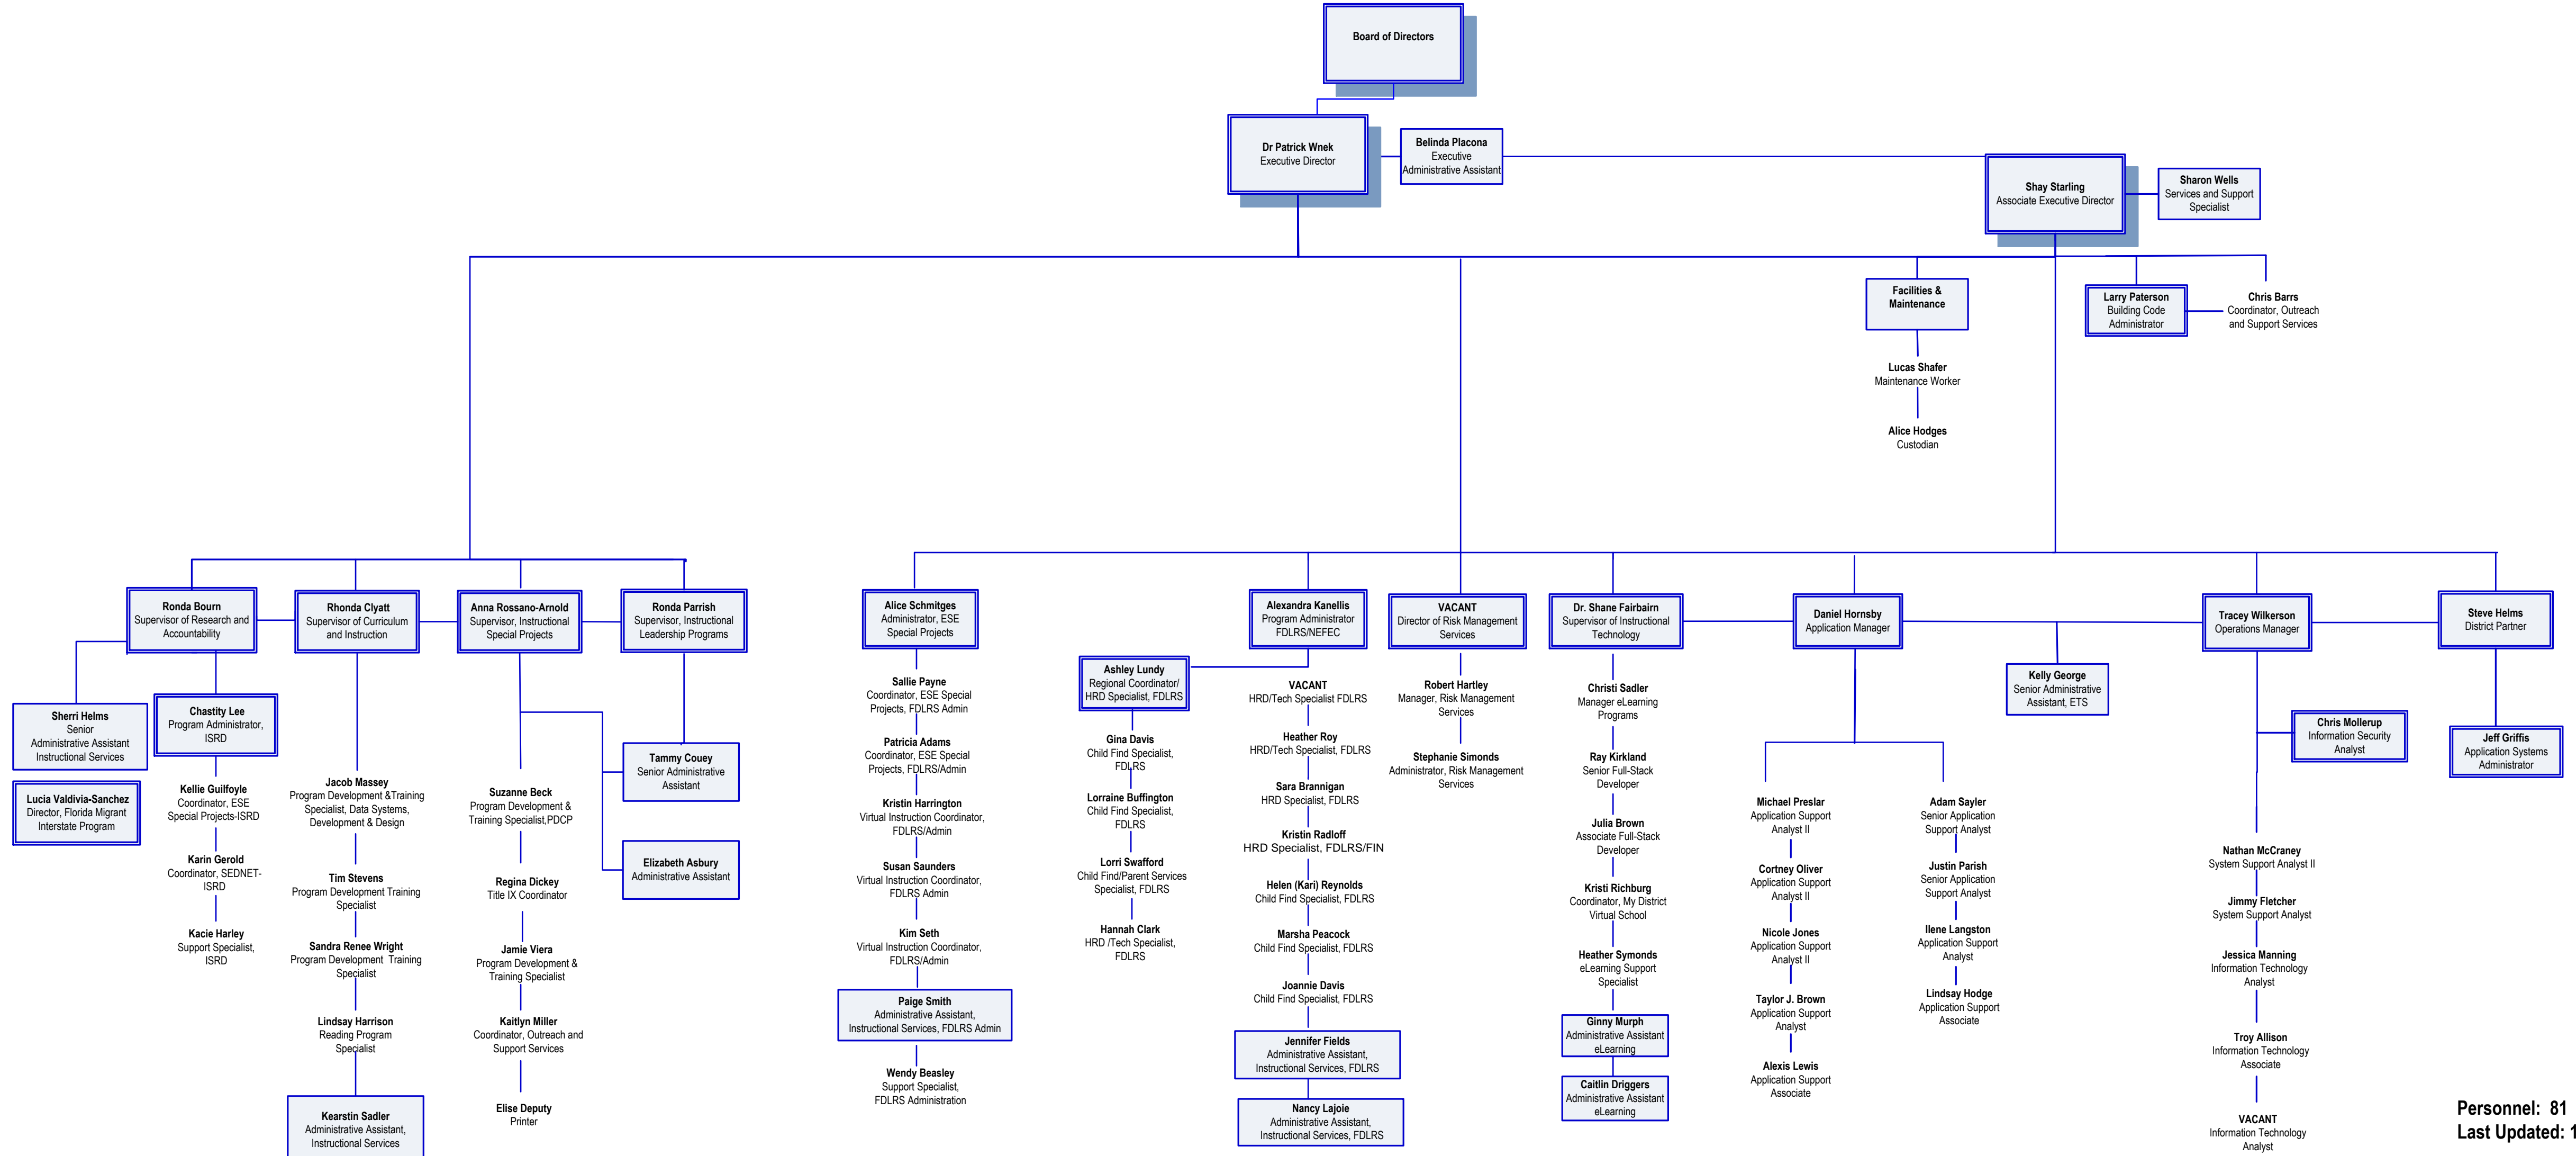 Board of Directors
Dr Patrick Wnek
Executive Director
Belinda Placona
Executive
Administrative Assistant
Shay Starling
Associate Executive Director
Sharon Wells
Services and Support
Specialist
Facilities &
Maintenance
Lucas Shafer
Maintenance Worker
Alice Hodges
Custodian
Larry Paterson
Building Code
Administrator
Chris Barrs
Coordinator, Outreach
and Support Services
Ronda Bourn
Supervisor of Research and
Accountability
Sherri Helms
Senior
Administrative Assistant
Instructional Services
Lucia Valdivia-Sanchez
Director, Florida Migrant
Interstate Program
Chastity Lee
Program Administrator,
ISRD
Kellie Guilfoyle
Coordinator, ESE
Special Projects-ISRD
Karin Gerold
Coordinator, SEDNET-
ISRD
Kacie Harley
Support Specialist,
ISRD
Rhonda Clyatt
Supervisor of Curriculum
and Instruction
Jacob Massey
Program Development &Training
Specialist, Data Systems,
Development & Design
Tim Stevens
Program Development Training
Specialist
Sandra Renee Wright
Program Development  Training
Specialist
Lindsay Harrison
Reading Program
Specialist
Kearstin Sadler
Administrative Assistant,
Instructional Services
Anna Rossano-Arnold
Supervisor, Instructional
Special Projects
Suzanne Beck
Program Development &
Training Specialist,PDCP
Regina Dickey
Title IX Coordinator
Jamie Viera
Program Development &
Training Specialist
Kaitlyn Miller
Coordinator, Outreach and
Support Services
Elise Deputy
Printer
Ronda Parrish
Supervisor, Instructional
Leadership Programs
Tammy Couey
Senior Administrative
Assistant
Elizabeth Asbury
Administrative Assistant
Alice Schmitges
Administrator, ESE
Special Projects
Sallie Payne
Coordinator, ESE Special
Projects, FDLRS Admin
Patricia Adams
Coordinator, ESE Special
Projects, FDLRS/Admin
Kristin Harrington
Virtual Instruction Coordinator,
FDLRS/Admin
Susan Saunders
Virtual Instruction Coordinator,
FDLRS Admin
Kim Seth
Virtual Instruction Coordinator,
FDLRS/Admin
Paige Smith
Administrative Assistant,
Instructional Services, FDLRS Admin
Wendy Beasley
Support Specialist,
FDLRS Administration
Alexandra Kanellis
Program Administrator
FDLRS/NEFEC
Ashley Lundy
Regional Coordinator/
HRD Specialist, FDLRS
Gina Davis
Child Find Specialist,
FDLRS
Lorraine Buffington
Child Find Specialist,
FDLRS
Lorri Swafford
Child Find/Parent Services
Specialist, FDLRS
Hannah Clark
HRD /Tech Specialist,
FDLRS
VACANT
HRD/Tech Specialist FDLRS
Heather Roy
HRD/Tech Specialist, FDLRS
Sara Brannigan
HRD Specialist, FDLRS
Kristin Radloff
HRD Specialist, FDLRS/FIN
Helen (Kari) Reynolds
Child Find Specialist, FDLRS
Marsha Peacock
Child Find Specialist, FDLRS
Joannie Davis
Child Find Specialist, FDLRS
Jennifer Fields
Administrative Assistant,
Instructional Services, FDLRS
Nancy Lajoie
Administrative Assistant,
Instructional Services, FDLRS
VACANT
Director of Risk Management
Services
Robert Hartley
Manager, Risk Management
Services
Stephanie Simonds
Administrator, Risk Management
Services
Dr. Shane Fairbairn
Supervisor of Instructional
Technology
Christi Sadler
Manager eLearning
Programs
Ray Kirkland
Senior Full-Stack
Developer
Julia Brown
Associate Full-Stack
Developer
Kristi Richburg
Coordinator, My District
Virtual School
Heather Symonds
eLearning Support
Specialist
Ginny Murph
Administrative Assistant
eLearning
Caitlin Driggers
Administrative Assistant
eLearning
Daniel Hornsby
Application Manager
Michael Preslar
Application Support
Analyst II
Cortney Oliver
Application Support
Analyst II
Nicole Jones
Application Support
Analyst II
Taylor J. Brown
Application Support
Analyst
Alexis Lewis
Application Support
Associate
Adam Sayler
Senior Application
Support Analyst
Justin Parish
Senior Application
Support Analyst
Ilene Langston
Application Support
Analyst
Lindsay Hodge
Application Support
Associate
Kelly George
Senior Administrative
Assistant, ETS
Tracey Wilkerson
Operations Manager
Chris Mollerup
Information Security
Analyst
Nathan McCraney
System Support Analyst II
Jimmy Fletcher
System Support Analyst
Jessica Manning
Information Technology
Analyst
Troy Allison
Information Technology
Associate
VACANT
Information Technology
Analyst
Steve Helms
District Partner
Jeff Griffis
Application Systems
Administrator
Personnel:  81
Last Updated: 1